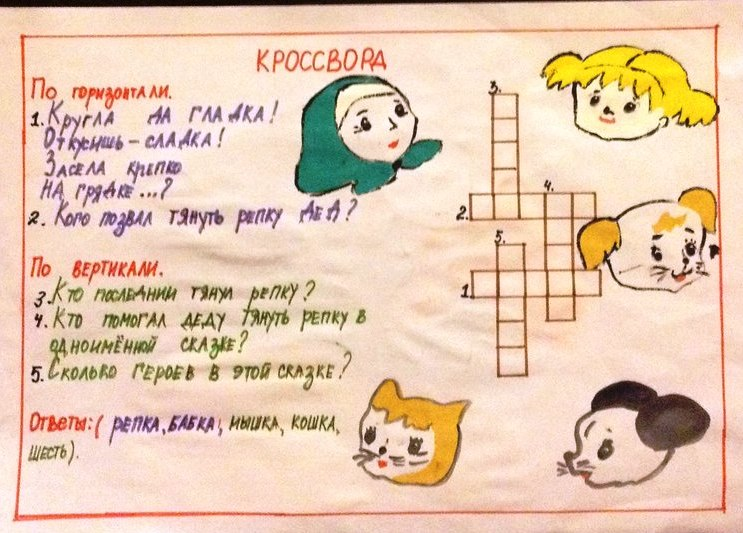 КРОССВОРД
По горизонтали.
1. Кругла да гладка!
Откусишь – сладка!
Засела крепко
на грядке...?
2. Кого позвал тянуть репку дед?
По вертикали.
3. Кто последний тянул репку?
4. Кто помогал деду тянуть репку в
одноимённой сказке?
5. Сколько героев в этой сказке?
Ответы: ( репка, бабка, мышка, кошка,
шесть).
3.
4.
2.
5.
1.